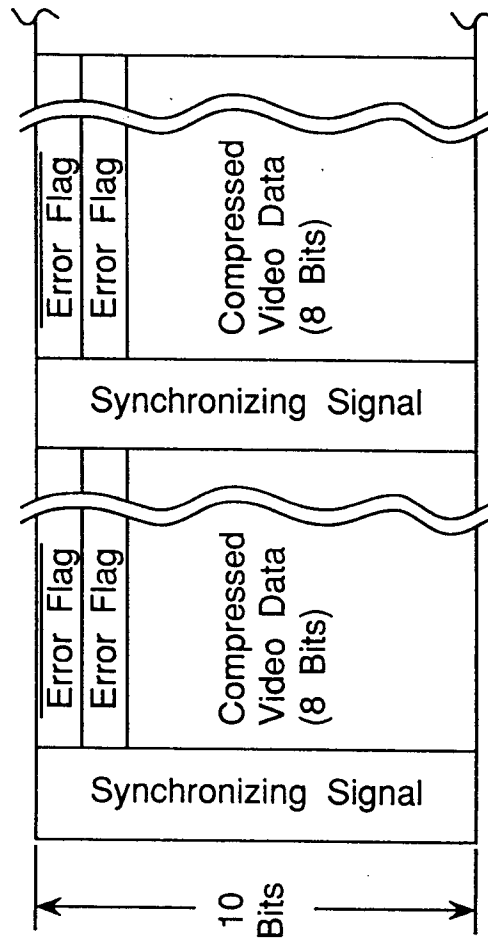 10
Bits
Synchronizing Signal
Error Flag
Error Flag
Compressed
Video Data
(8 Bits)
Synchronizing Signal
Error Flag
Error Flag
Compressed
Video Data
(8 Bits)